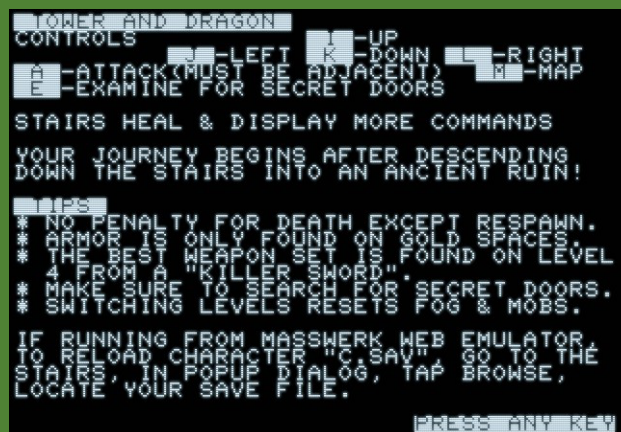 TOWER AND DRAGON
CONTROLS I -UP
J -LEFT K -DOWN L -RIGHT
A -ATTACK(MUST BE ADJACENT) M -MAP
E -EXAMINE FOR SECRET DOORS
STAIRS HEAL & DISPLAY MORE COMMANDS
YOUR JOURNEY BEGINS AFTER DESCENDING
DOWN THE STAIRS INTO AN ANCIENT RUIN!
TIPS
* NO PENALTY FOR DEATH EXCEPT RESPAWN.
* ARMOR IS ONLY FOUND ON GOLD SPACES.
* THE BEST WEAPON SET IS FOUND ON LEVEL
4 FROM A "KILLER SWORD".
* MAKE SURE TO SEARCH FOR SECRET DOORS.
* SWITCHING LEVELS RESETS FOG & MOBS.
IF RUNNING FROM MASSWERK WEB EMULATOR,
TO RELOAD CHARACTER "C.SAV", GO TO THE
STAIRS, IN POPUP DIALOG, TAP BROWSE,
LOCATE YOUR SAVE FILE.
PRESS ANY KEY